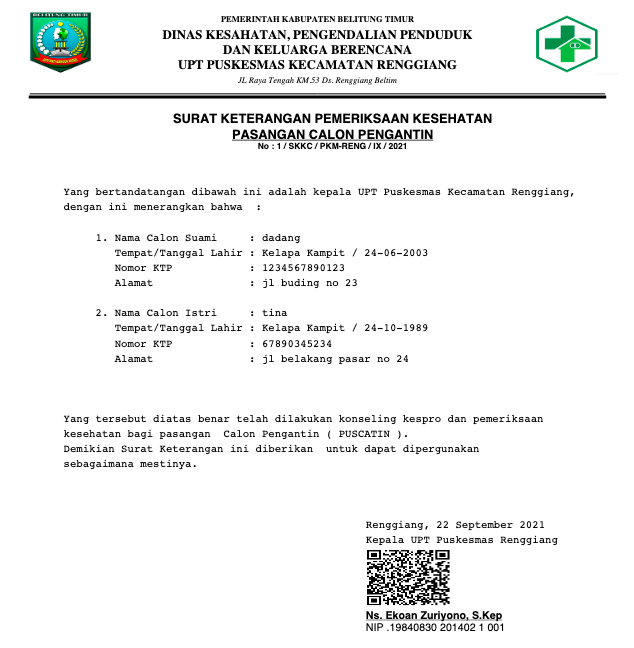 BELITUNG TIMUR
PEMERINTAH KABUPATEN BELITUNG TIMUR
DINAS KESAHATAN, PENGENDALIAN PENDUDUK
DAN KELUARGA BERENCANA
UPT PUSKESMAS KECAMATAN RENGGIANG
JL Raya Tengah KM.53 Ds. Renggiang Beltim
SURAT KETERANGAN PEMERIKSAAN KESEHATAN
PASANGAN CALON PENGANTIN
No : 1 / SKKC / PKM-RENG / IX / 2021
Yang bertandatangan dibawah ini adalah kepala UPT Puskesmas Kecamatan Renggiang,
dengan ini menerangkan bahwa :
1. Nama Calon Suami : dadang
Tempat/Tanggal Lahir : Kelapa Kampit / 24-06-2003
Nomor KTP : 1234567890123
Alamat : jl buding no 23
2. Nama Calon Istri : tina
Tempat/Tanggal Lahir : Kelapa Kampit / 24-10-1989
Nomor KTP : 67890345234
Alamat : jl belakang pasar no 24
Yang tersebut diatas benar telah dilakukan konseling kespro dan pemeriksaan
kesehatan bagi pasangan Calon Pengantin ( PUSCATIN ).
Demikian Surat Keterangan ini diberikan untuk dapat dipergunakan
sebagaimana mestinya.
Renggiang, 22 September 2021
Kepala UPT Puskesmas Renggiang
Ns. Ekoan Zuriyono, S.Kep
NIP .19840830 201402 1 001